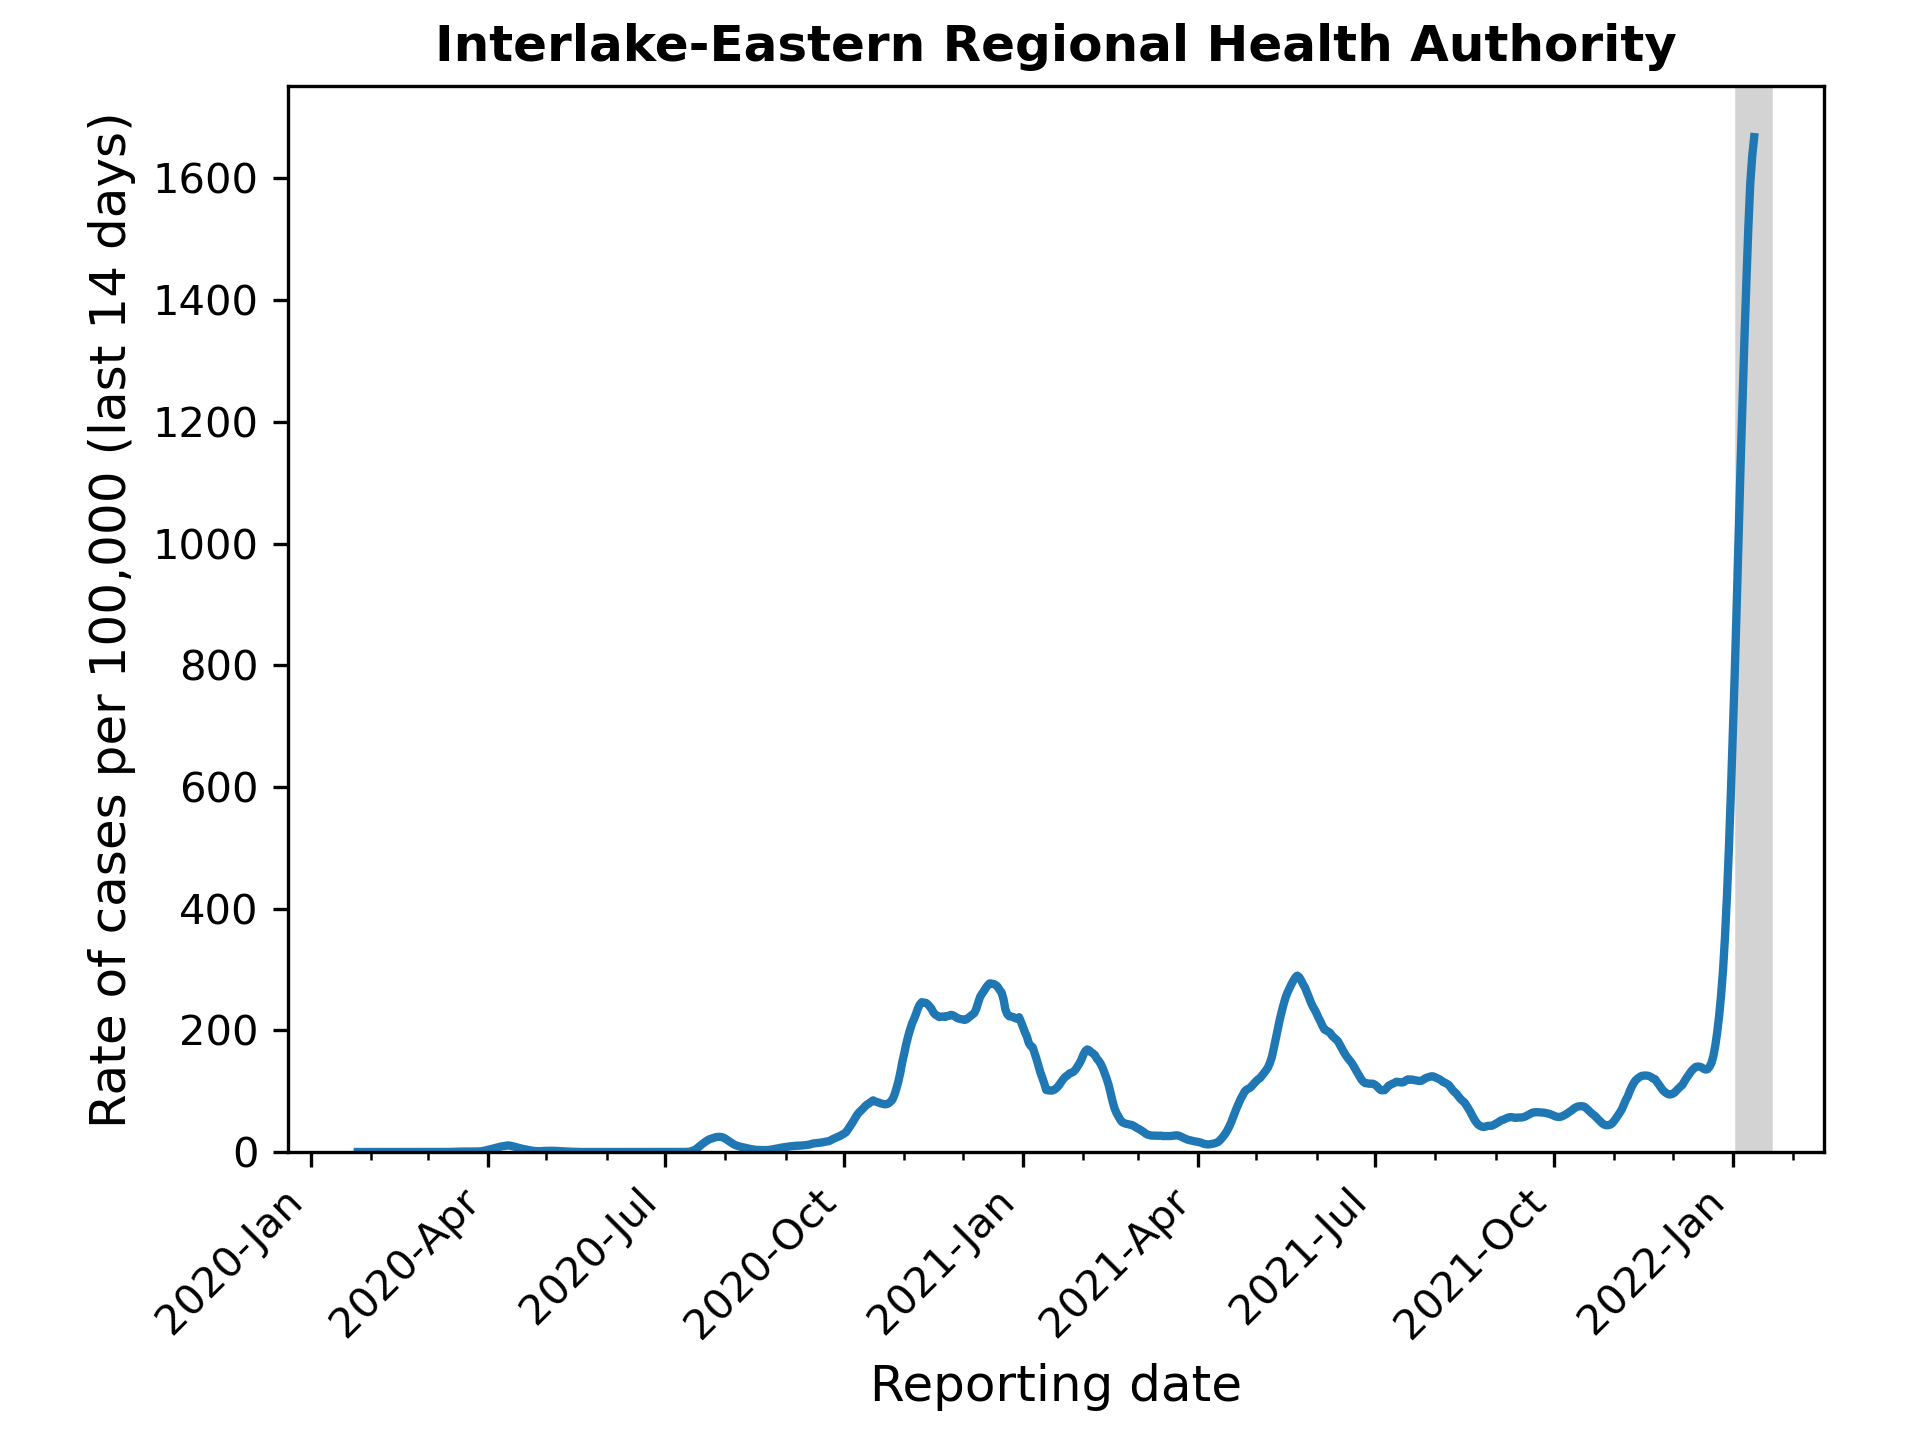 Interlake-Eastern Regional Health Authority
Rate of cases per 100,000 (last 14 days)
1600
1400
1200
1000
800
600
400
200
0
2020-Jan
2020-Apr
2020-Jul
2020-Oct
2021-Jan
2021-Apr
2021-Jul
2021-Oct
2022-Jan
Reporting date